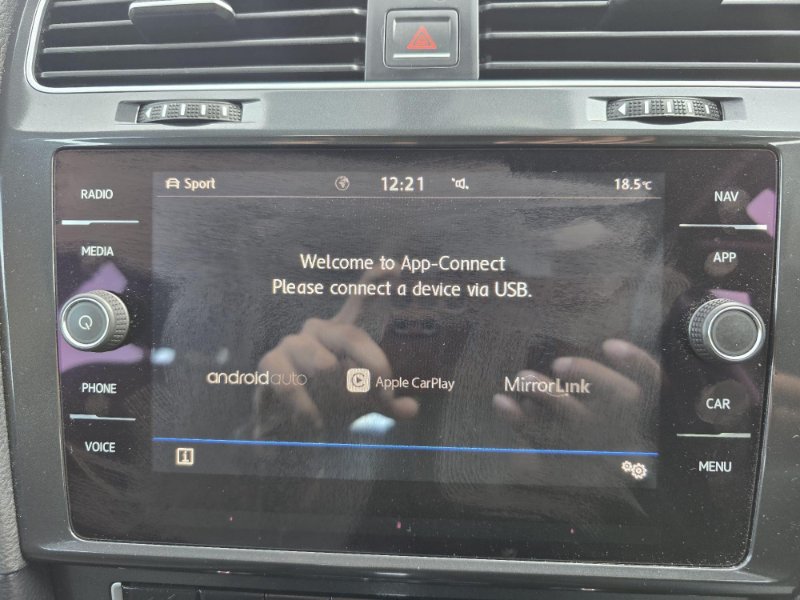 Sport 12:21 18.5°C
RADIO
MEDIA
PHONE
VOICE
Welcome to App-Connect
Please connect a device via USB.
androidauto Apple CarPlay MirrorLink
i
NAV
APP
CAR
MENU